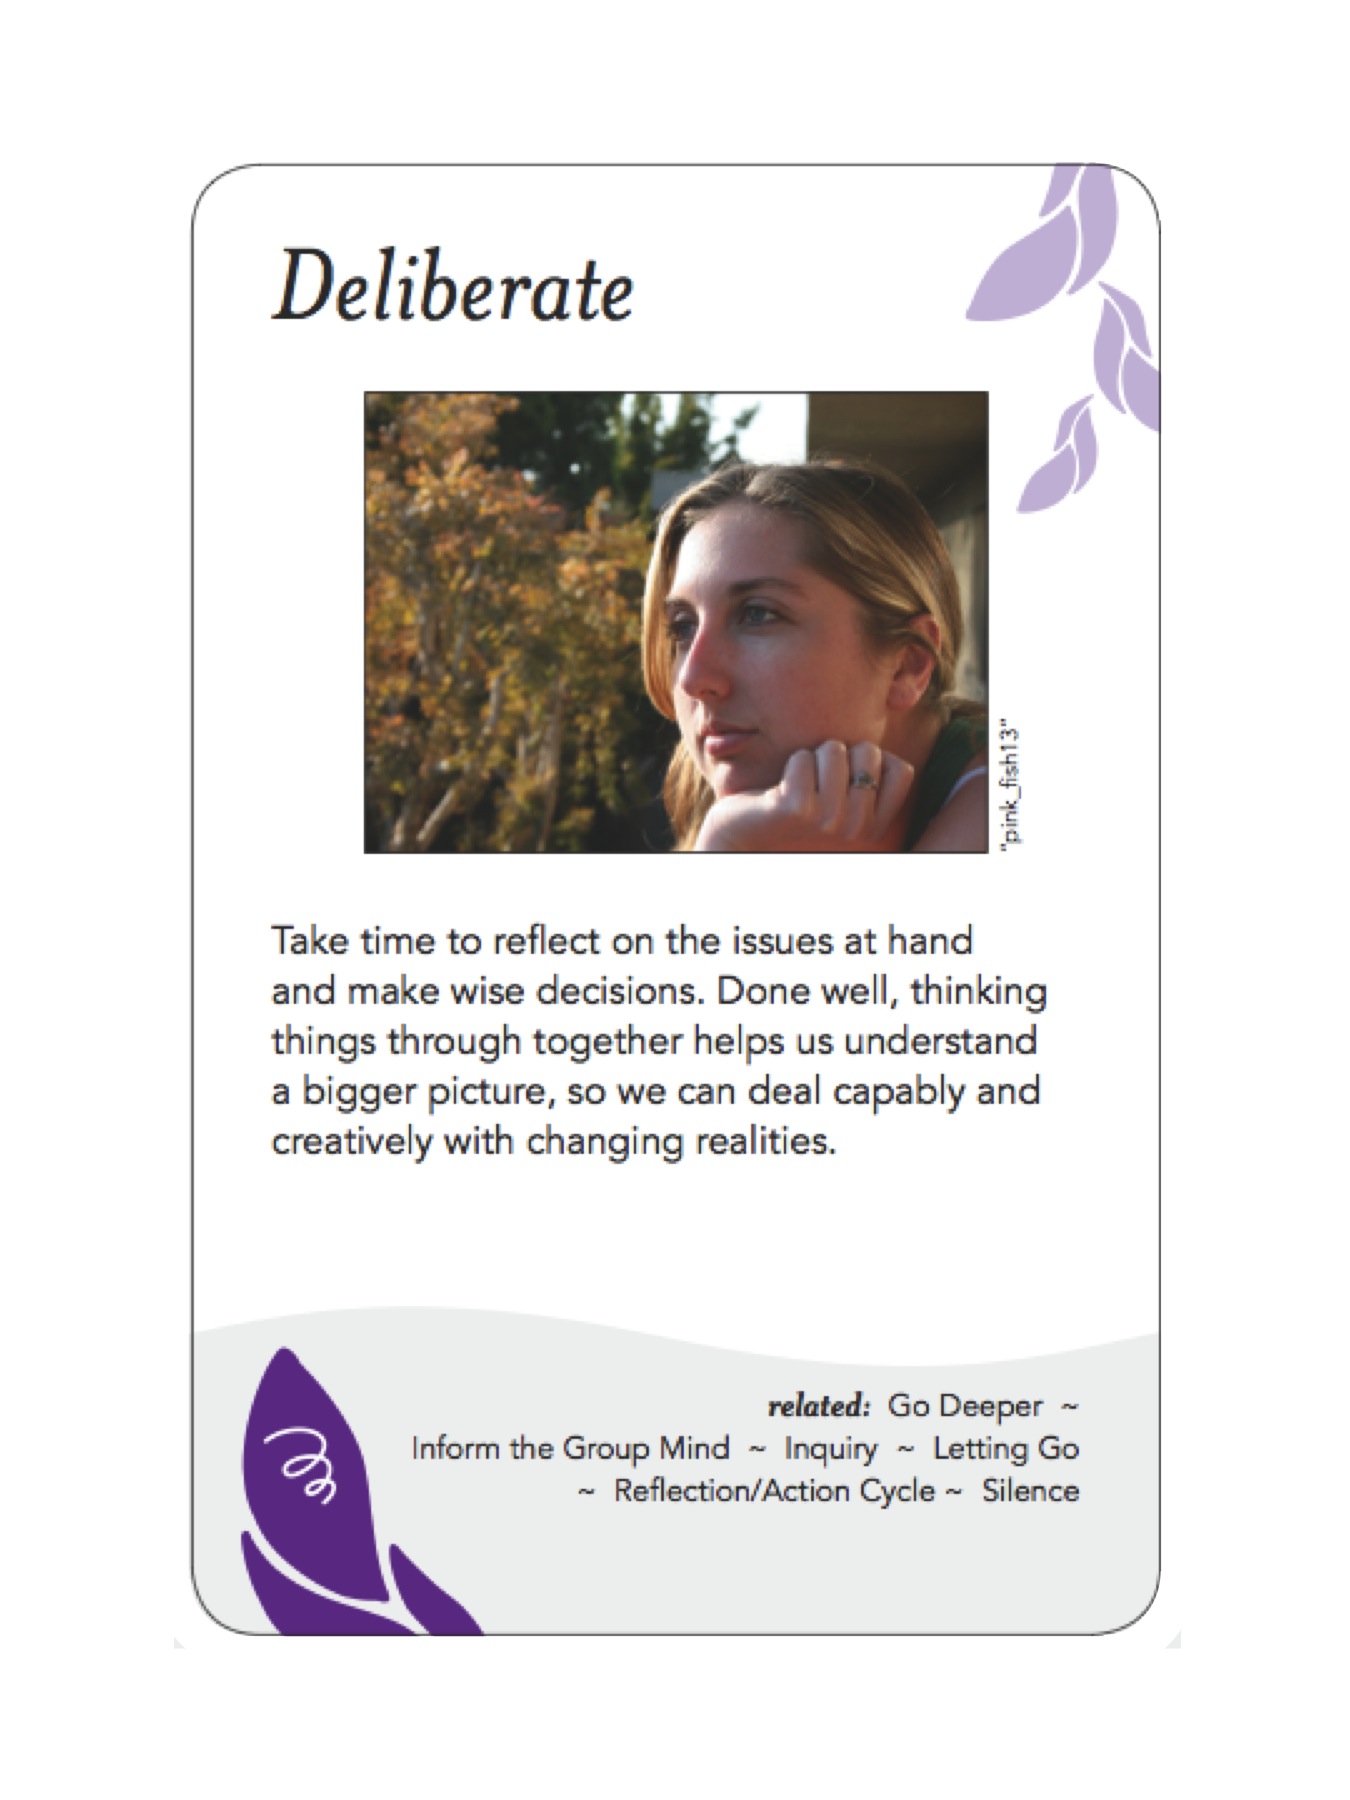 Deliberate
"pink_fish13"
Take time to reflect on the issues at hand
and make wise decisions. Done well, thinking
things through together helps us understand
a bigger picture, so we can deal capably and
creatively with changing realities.
related: Go Deeper ~
Inform the Group Mind ~ Inquiry ~ Letting Go
~ Reflection/Action Cycle ~ Silence